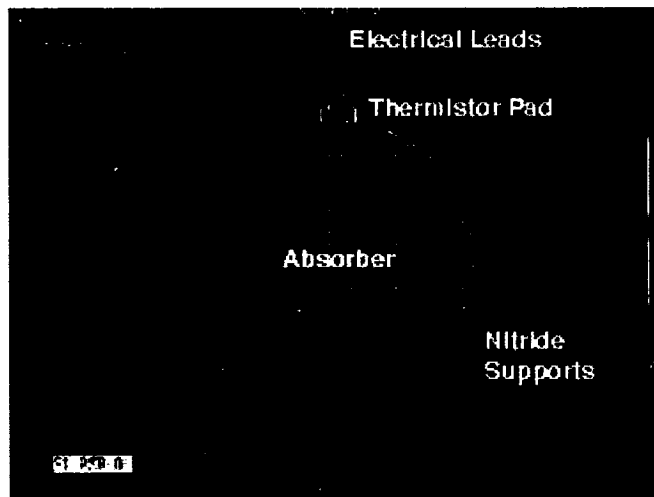 Electrical Leads
Thermistor Pad
Absorber
Nitride
Supports